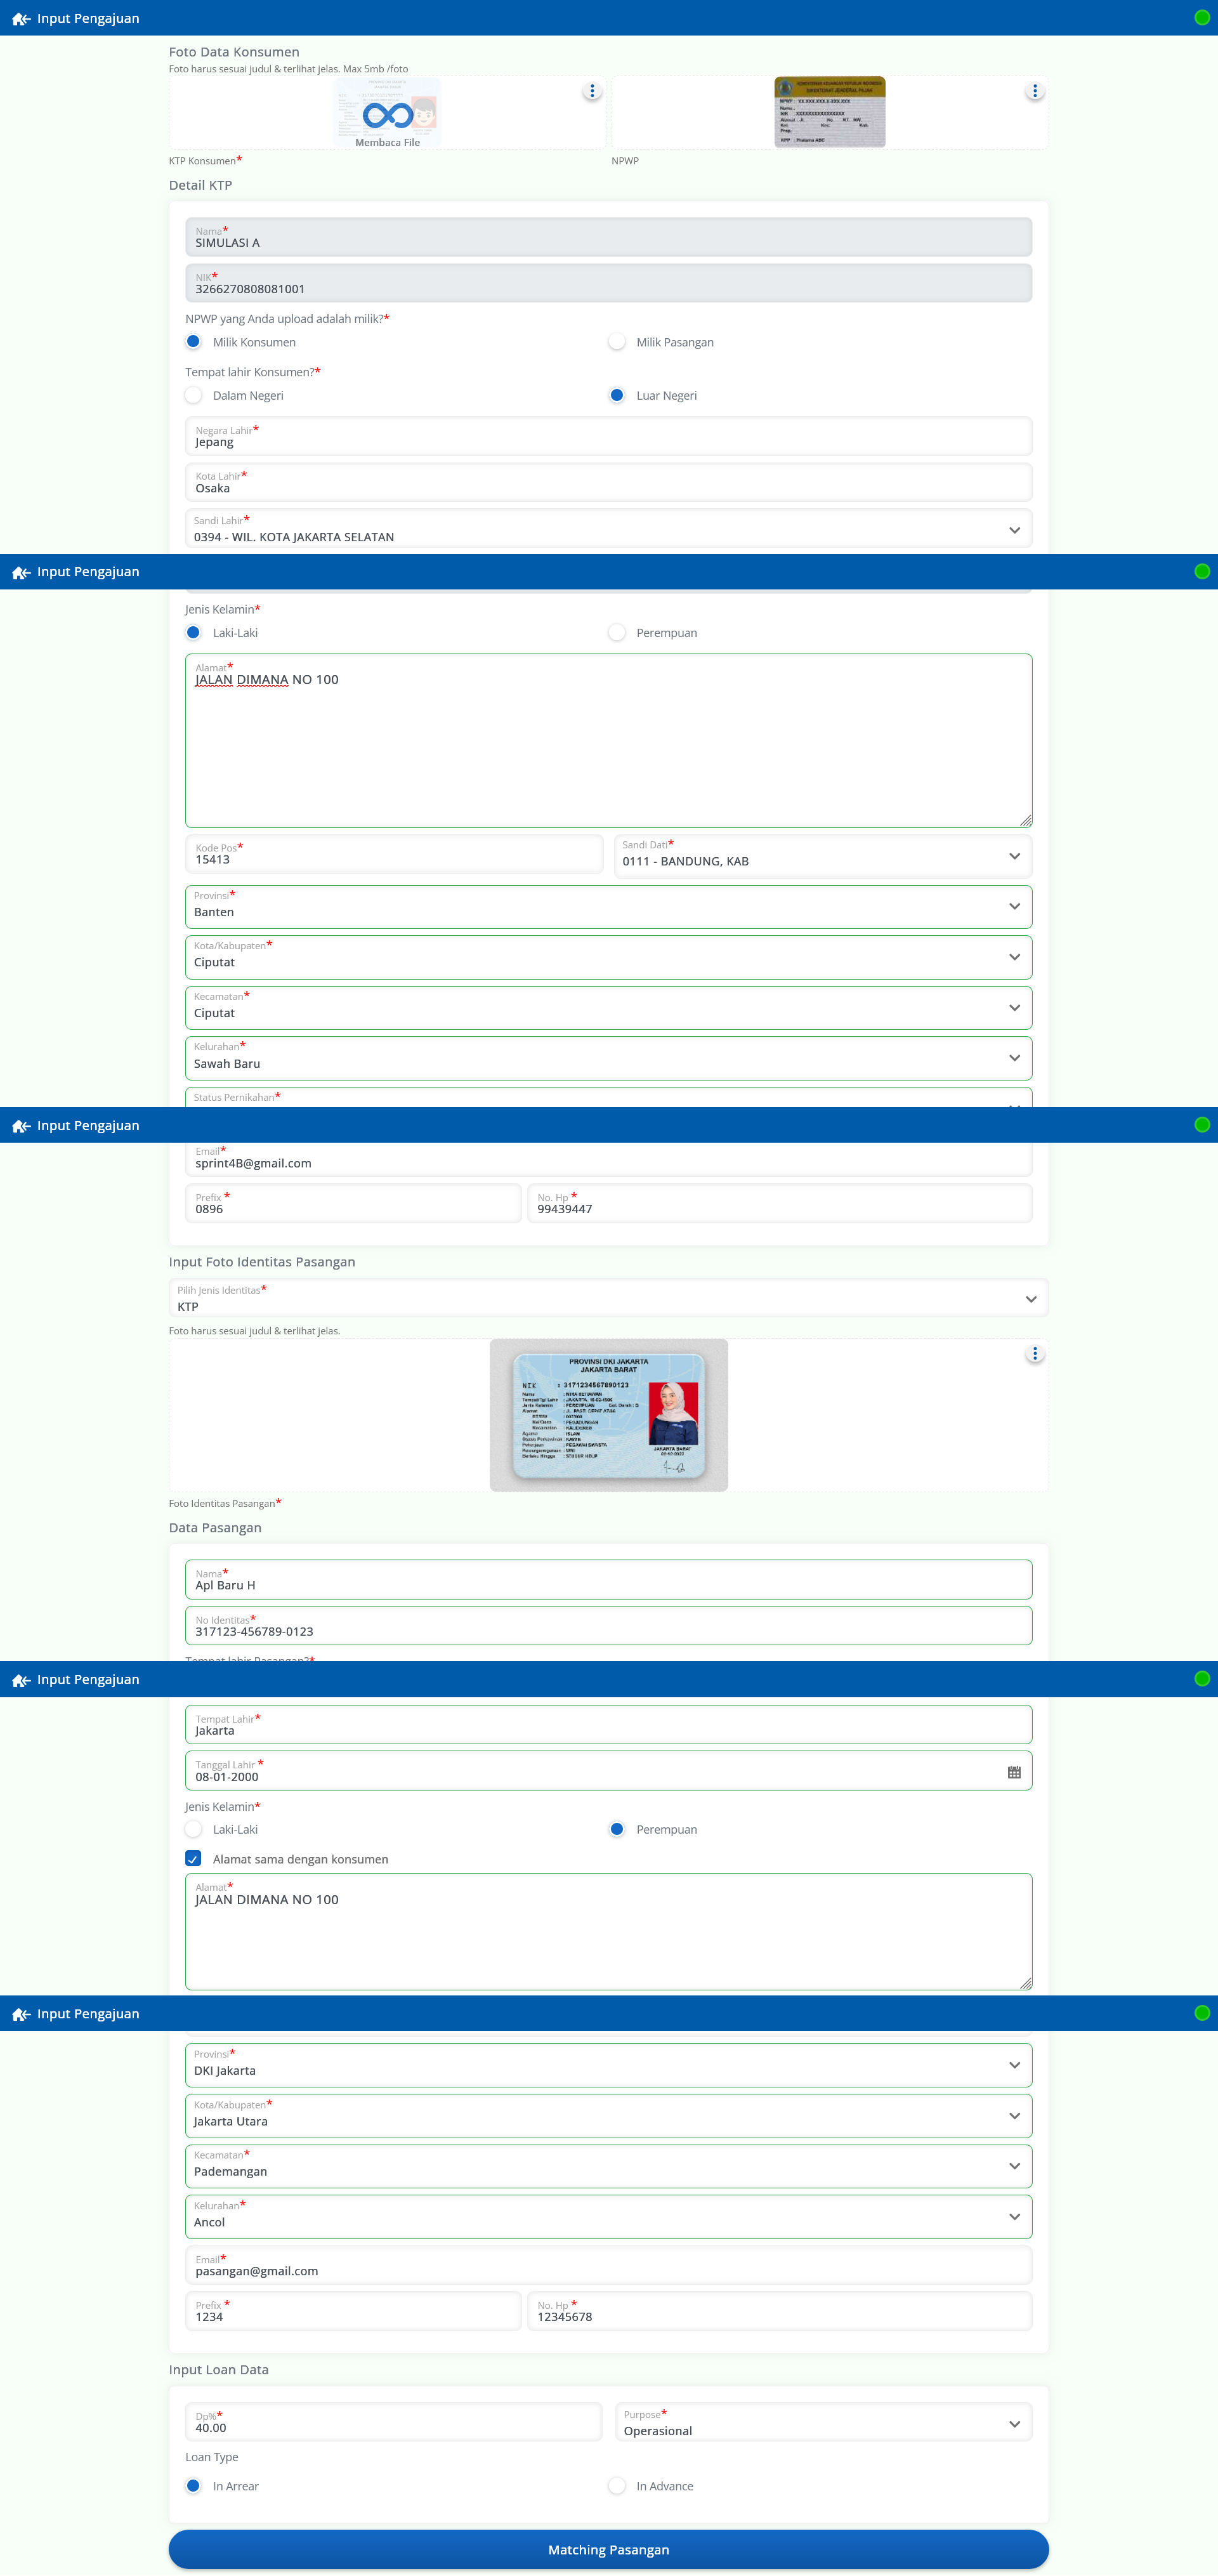 Input Pengajuan
Foto Data Konsumen
Foto harus sesuai judul & terlihat jelas. Max 5mb /foto
Membaca File
KTP Konsumen*
NPWP
Detail KTP
Nama*
SIMULASI A
NIK*
3266270808081001
NPWP yang Anda upload adalah milik?*
Milik Konsumen
Milik Pasangan
Tempat lahir Konsumen?*
Dalam Negeri
Luar Negeri
Negara Lahir*
Jepang
Kota Lahir*
Osaka
Sandi Lahir*
0394 - WIL. KOTA JAKARTA SELATAN
Input Pengajuan
Jenis Kelamin*
Laki-Laki
Perempuan
Alamat*
JALAN DIMANA NO 100
Kode Pos*
15413
Sandi Dati*
0111 - BANDUNG, KAB
Provinsi*
Banten
Kota/Kabupaten*
Ciputat
Kecamatan*
Ciputat
Kelurahan*
Sawah Baru
Status Pernikahan*
Input Pengajuan
Email*
sprint4B@gmail.com
Prefix *
0896
No. Hp *
99439447
Input Foto Identitas Pasangan
Pilih Jenis Identitas*
KTP
Foto harus sesuai judul & terlihat jelas.
PROVINSI DKI JAKARTA
JAKARTA BARAT
NIK : 3171234567890123
Foto Identitas Pasangan*
Data Pasangan
Nama*
Apl Baru H
No Identitas*
317123-456789-0123
Tempat lahir Pasangan?*
Input Pengajuan
Tempat Lahir*
Jakarta
Tanggal Lahir *
08-01-2000
Jenis Kelamin*
Laki-Laki
Perempuan
Alamat sama dengan konsumen
Alamat*
JALAN DIMANA NO 100
Input Pengajuan
Provinsi*
DKI Jakarta
Kota/Kabupaten*
Jakarta Utara
Kecamatan*
Pademangan
Kelurahan*
Ancol
Email*
pasangan@gmail.com
Prefix *
1234
No. Hp *
12345678
Input Loan Data
Dp%*
40.00
Purpose*
Operasional
Loan Type
In Arrear
In Advance
Matching Pasangan